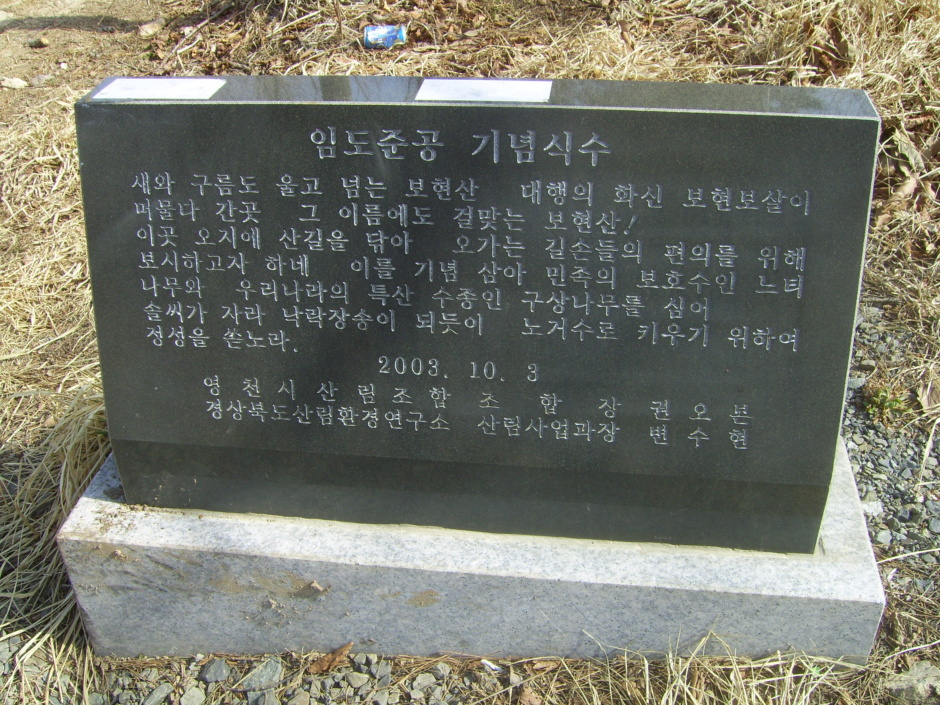 임도준공 기념식수
새와 구름도 울고 넘는 보현산 대행의 화신 보현보살이
머물다 간곳 그 이름에도 걸맞는 보현산!
이곳 오지에 산길을 닦아 오가는 길손들의 편의를 위해
보시하고자 하네 이를 기념 삼아 민족의 보호수인 느티
나무와 우리나라의 특산 수종인 구상나무를 심어
솔씨가 자라 낙락장송이 되듯이 노거수로 키우기 위하여
정성을 쏟노라.
2003. 10. 3
영천시산림조합조합장 권오
경상북도산림환경연구소 산림사업과장 변수현